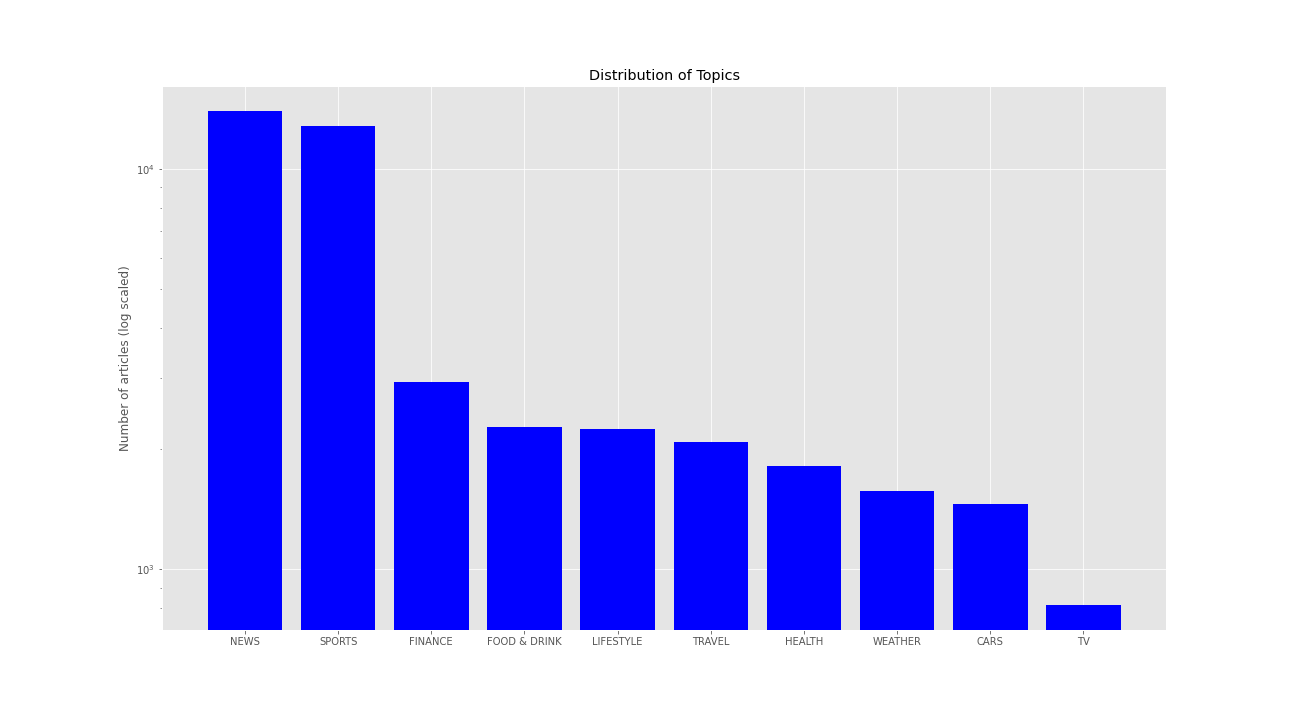 Distribution of Topics
Number of articles (log scaled)
10⁴
10³
NEWS SPORTS FINANCE FOOD & DRINK LIFESTYLE TRAVEL HEALTH WEATHER CARS TV